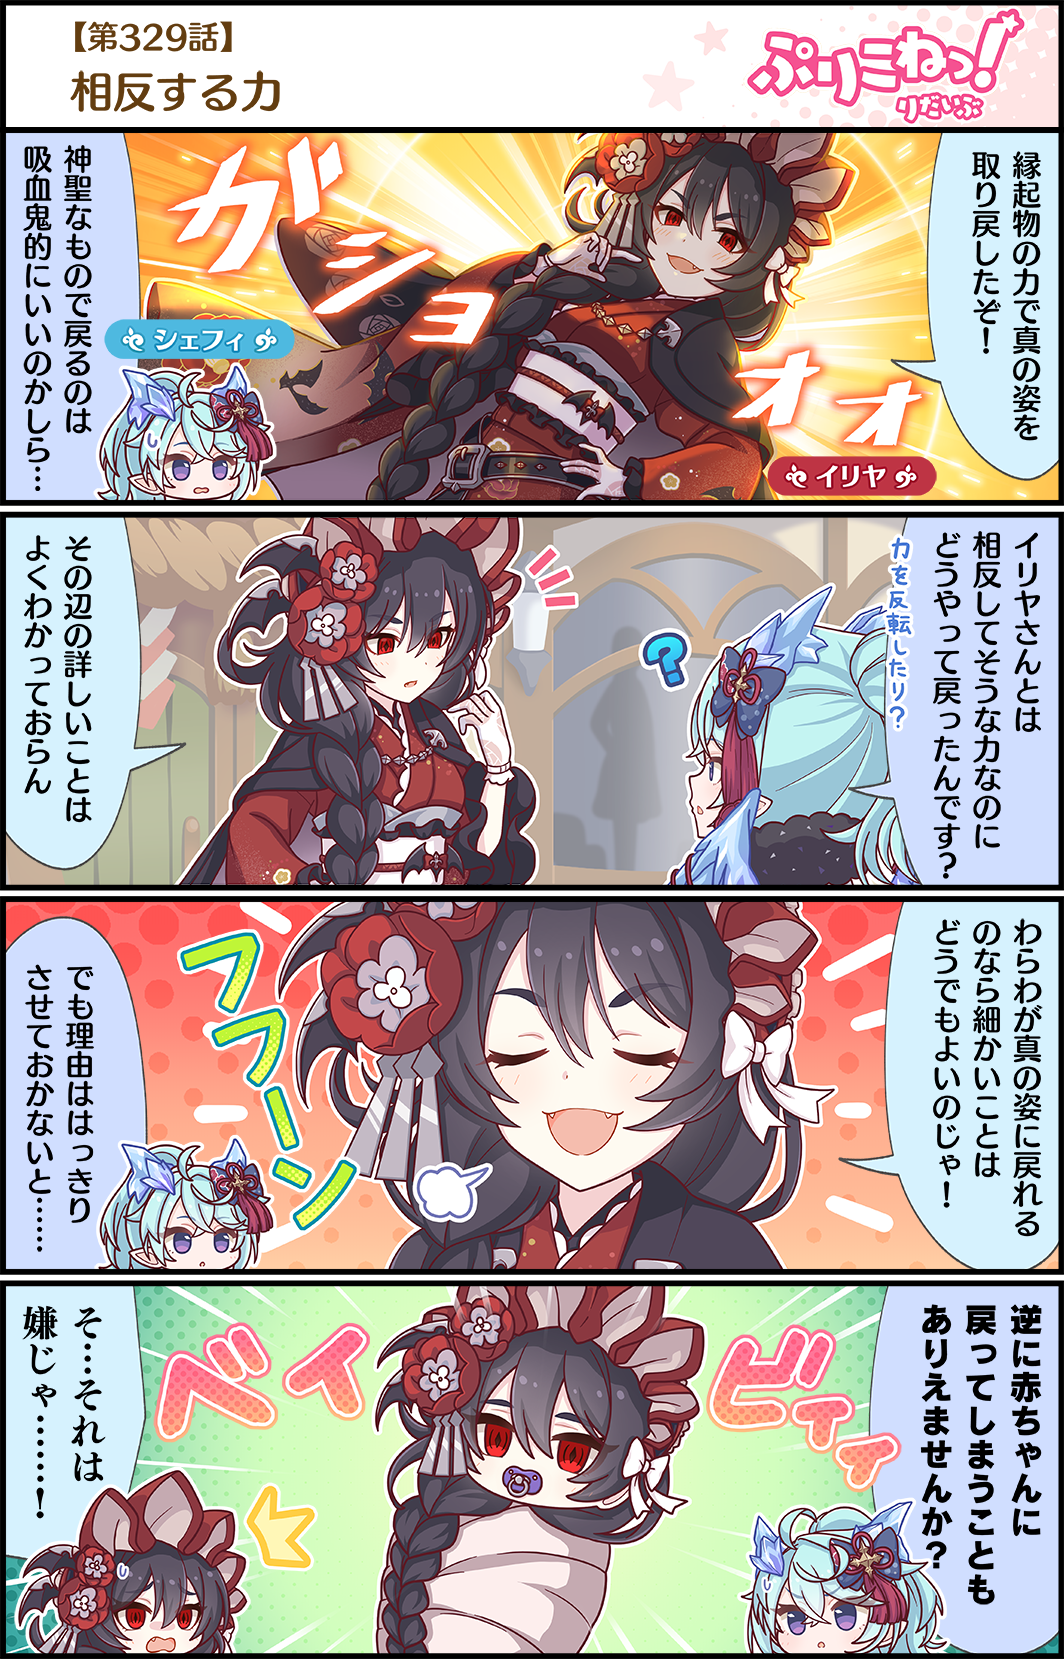 【第329話】
相反する力
ぷりこねっ!
りだいぶ
縁起物の力で真の姿を
取り戻したぞ!
ガショオオ
イリヤ
シェフィ
神聖なもので戻るのは
吸血鬼的にいいのかしら…
イリヤさんとは
相反してそうな力なのに
どうやって戻ったんです?
力を反転したり?
?
その辺の詳しいことは
よくわかっておらん
わらわが真の姿に戻れる
のなら細かいことは
どうでもよいのじゃ!
フフーン
でも理由ははっきり
させておかないと……
逆に赤ちゃんに
戻ってしまうことも
ありえませんか?
ビィィ
ベイ
そ…それは
嫌じゃ……!